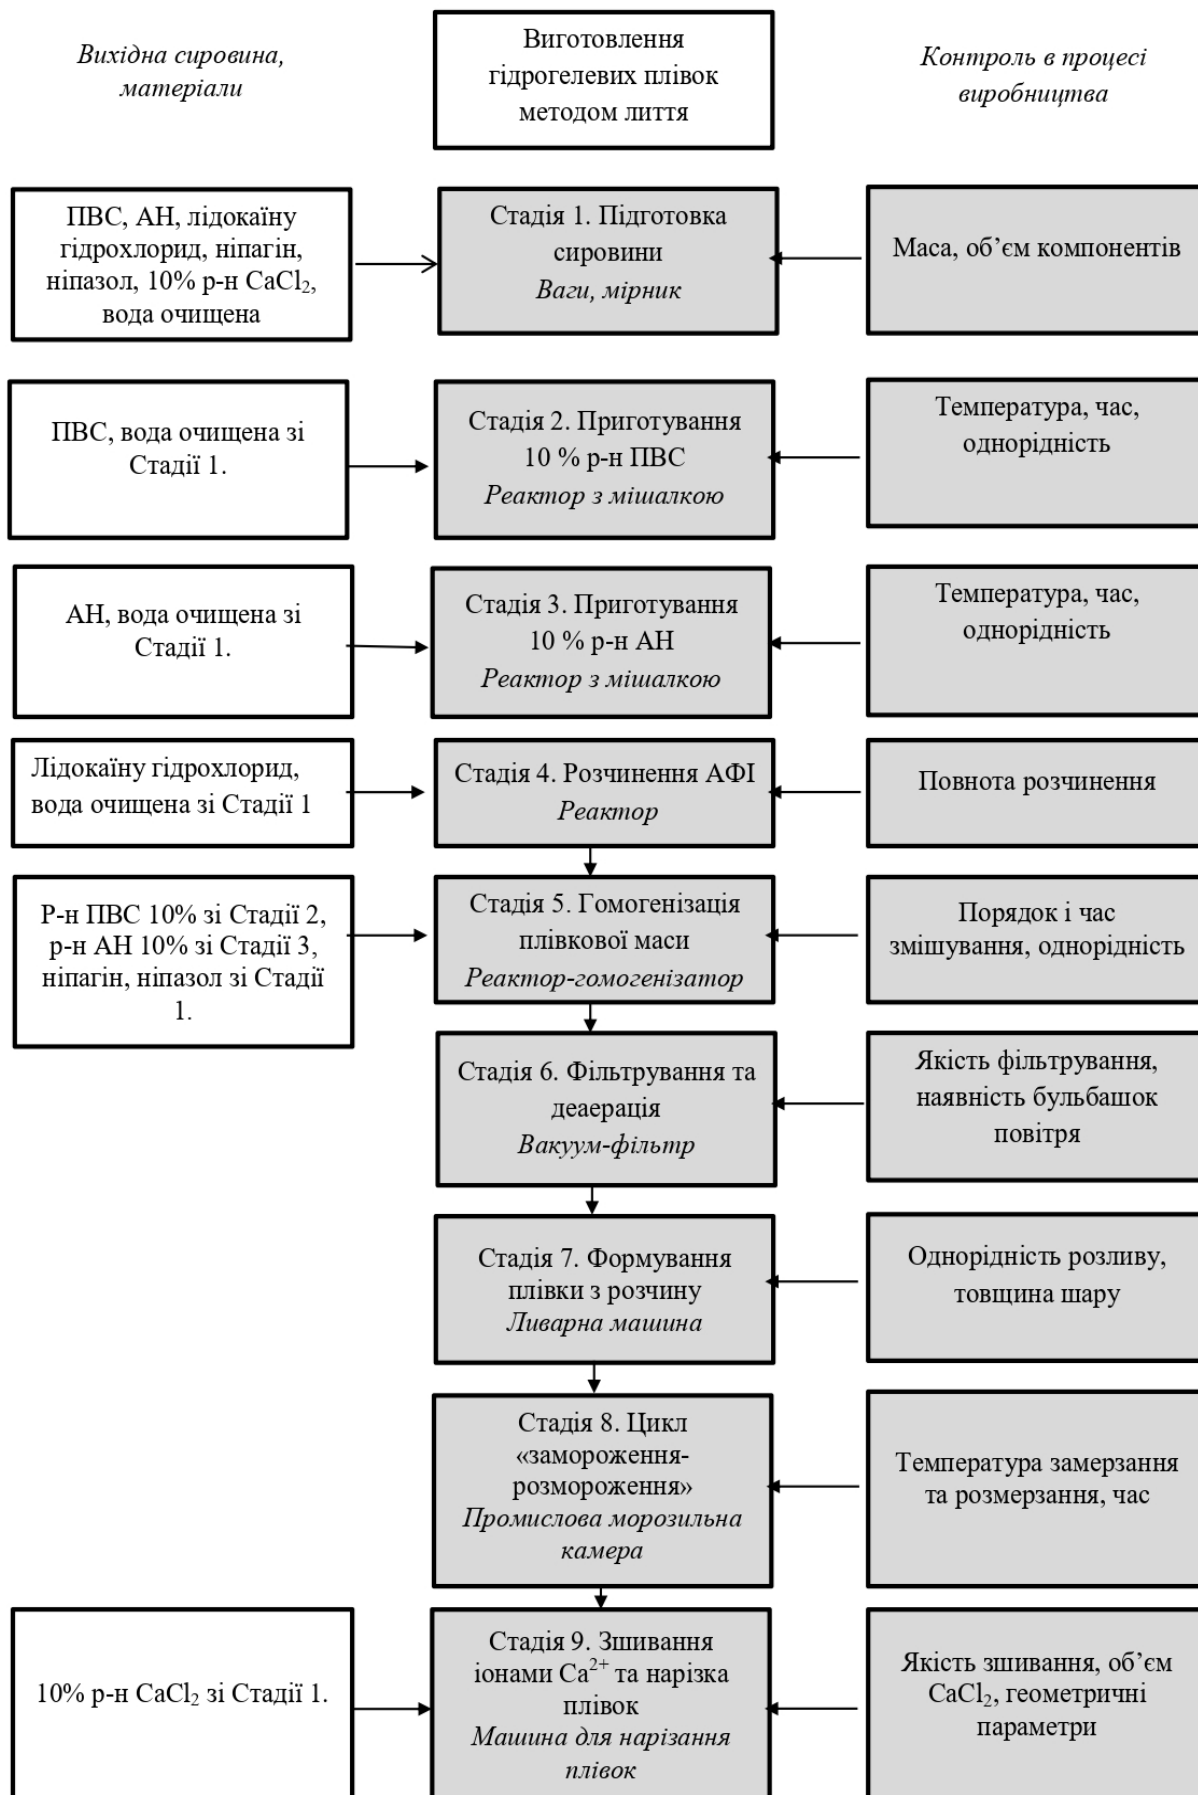 Вихідна сировина,
матеріали
Виготовлення
гідрогелевих плівок
методом лиття
Контроль в процесі
виробництва
ПВС, АН, лідокаїну
гідрохлорид, ніпагін,
ніпазол, 10% р-н CaCl₂,
вода очищена
Стадія 1. Підготовка
сировини
Ваги, мірник
Маса, об’єм компонентів
ПВС, вода очищена зі
Стадії 1.
Стадія 2. Приготування
10 % р-н ПВС
Реактор з мішалкою
Температура, час,
однорідність
АН, вода очищена зі
Стадії 1.
Стадія 3. Приготування
10 % р-н АН
Реактор з мішалкою
Температура, час,
однорідність
Лідокаїну гідрохлорид,
вода очищена зі Стадії 1
Стадія 4. Розчинення АФІ
Реактор
Повнота розчинення
Р-н ПВС 10% зі Стадії 2,
р-н АН 10% зі Стадії 3,
ніпагін, ніпазол зі Стадії
1.
Стадія 5. Гомогенізація
плівкової маси
Реактор-гомогенізатор
Порядок і час
змішування, однорідність
Стадія 6. Фільтрування та
деаерація
Вакуум-фільтр
Якість фільтрування,
наявність бульбашок
повітря
Стадія 7. Формування
плівки з розчину
Ливарна машина
Однорідність розливу,
товщина шару
Стадія 8. Цикл
«замороження-
розмороження»
Промислова морозильна
камера
Температура замерзання
та розмерзання, час
10% р-н CaCl₂ зі Стадії 1.
Стадія 9. Зшивання
іонами Ca²⁺ та нарізка
плівок
Машина для нарізання
плівок
Якість зшивання, об’єм
CaCl₂, геометричні
параметри